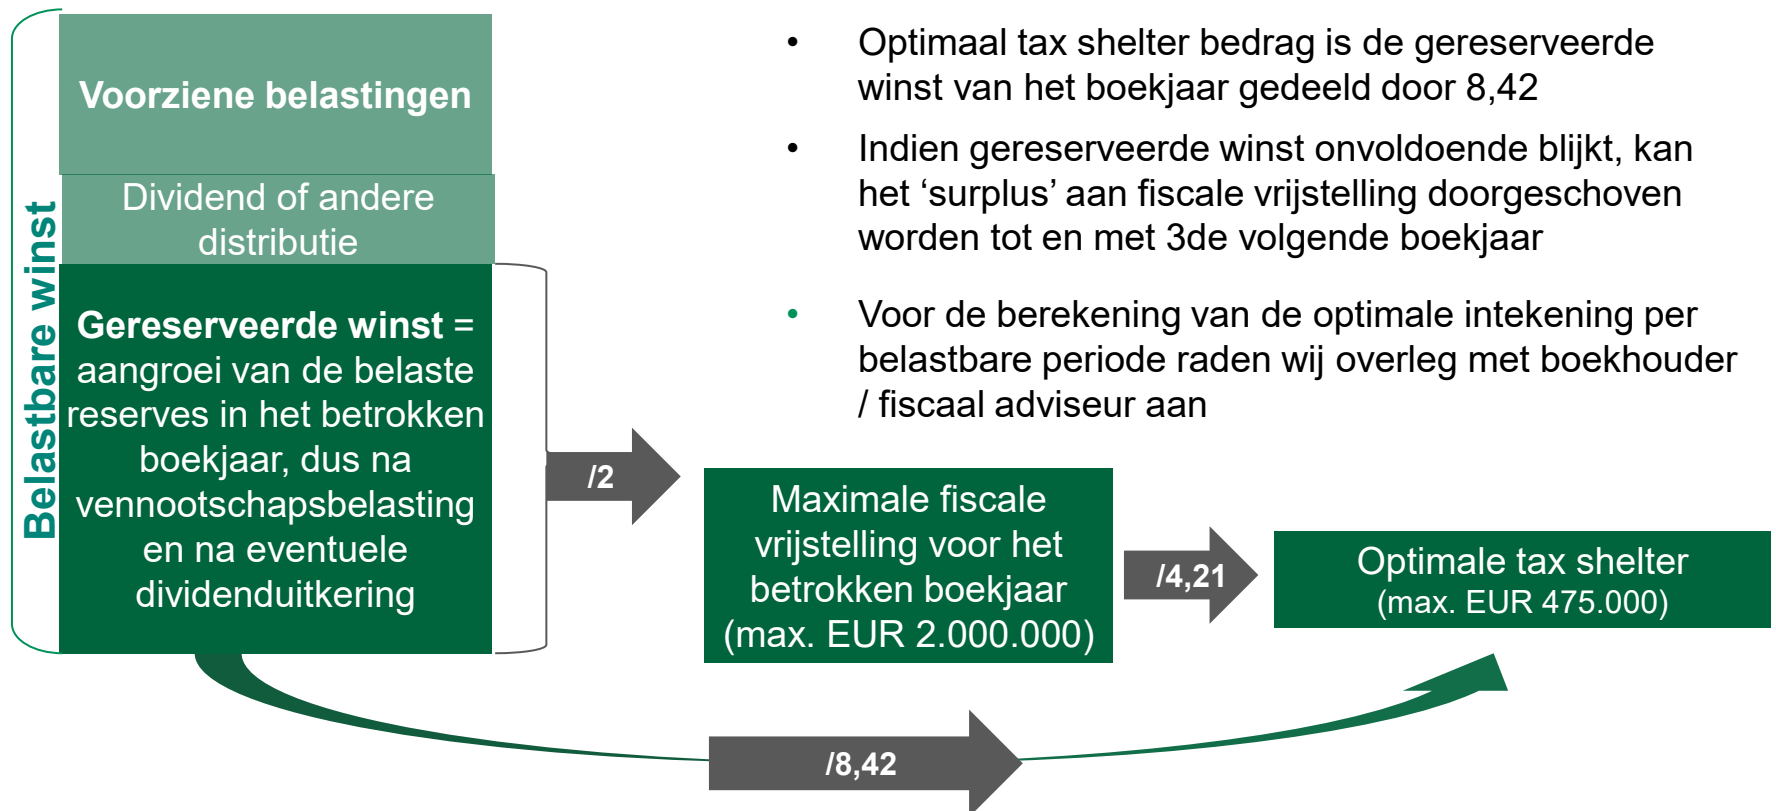 Belastbare winst
Voorziene belastingen
Dividend of andere
distributie
Gereserveerde winst =
aangroei van de belaste
reserves in het betrokken
boekjaar, dus na
vennootschapsbelasting
en na eventuele
dividenduitkering
• Optimaal tax shelter bedrag is de gereserveerde
winst van het boekjaar gedeeld door 8,42
• Indien gereserveerde winst onvoldoende blijkt, kan
het ‘surplus’ aan fiscale vrijstelling doorgeschoven
worden tot en met 3de volgende boekjaar
• Voor de berekening van de optimale intekening per
belastbare periode raden wij overleg met boekhouder
/ fiscaal adviseur aan
/2
Maximale fiscale
vrijstelling voor het
betrokken boekjaar
(max. EUR 2.000.000)
/4,21
Optimale tax shelter
(max. EUR 475.000)
/8,42